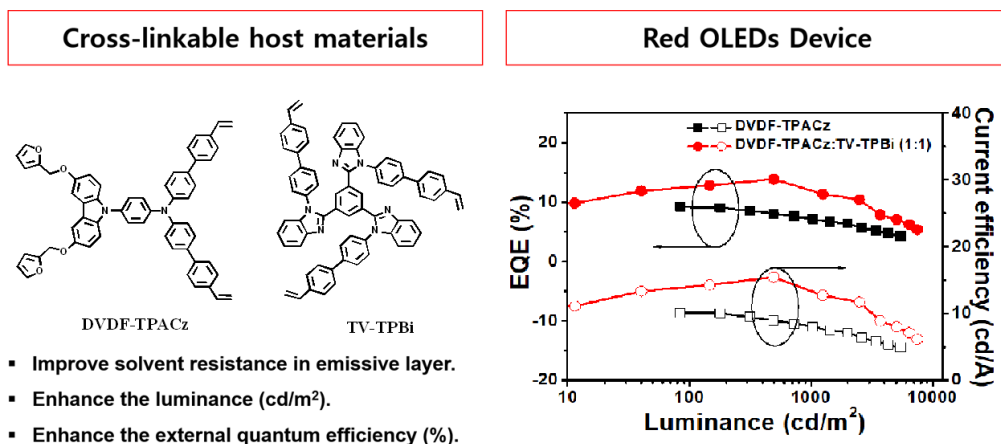 Cross-linkable host materials
Red OLEDs Device
O
O
O
O
N
N
DVDF-TPACz
N
N
N
N
N
N
TV-TPBi
▪ Improve solvent resistance in emissive layer.
▪ Enhance the luminance (cd/m²).
▪ Enhance the external quantum efficiency (%).
DVDF-TPACz
DVDF-TPACz:TV-TPBi (1:1)
EQE (%)
20
10
0
-10
-20
Current efficiency (cd/A)
40
30
20
10
0
10
100
1000
10000
Luminance (cd/m²)